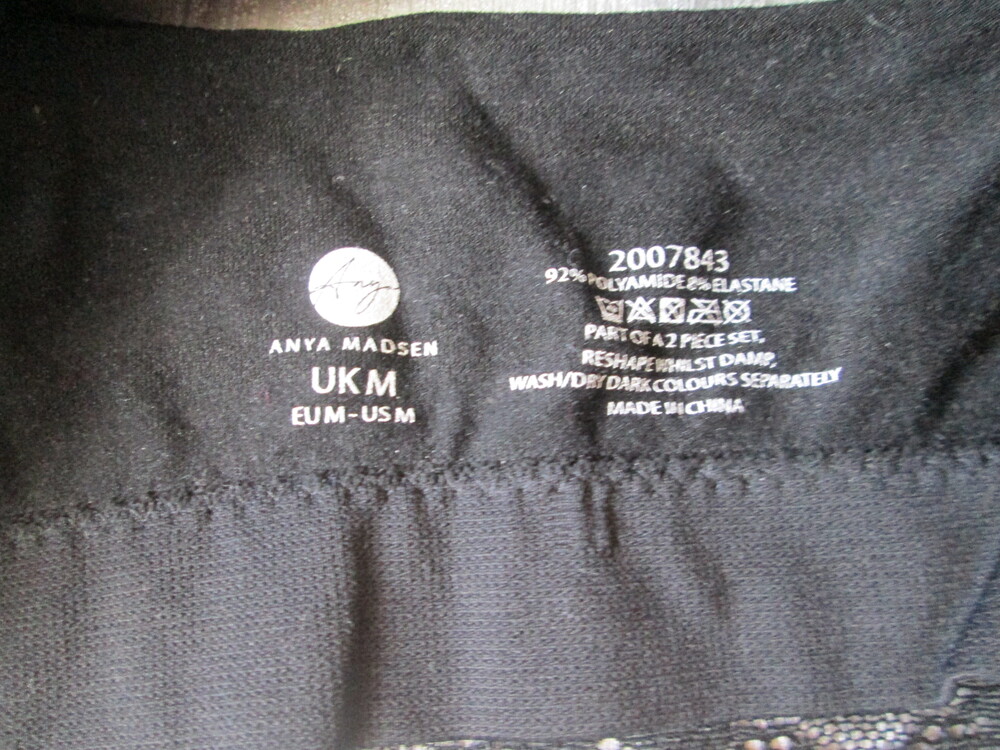 Any
ANYA MADSEN
UK M
EU M - US M
2007843
92% POLYAMIDE 8% ELASTANE
PART OF A 2 PIECE SET.
RESHAPE WHILST DAMP,
WASH/DRY DARK COLOURS SEPARATELY
MADE IN CHINA